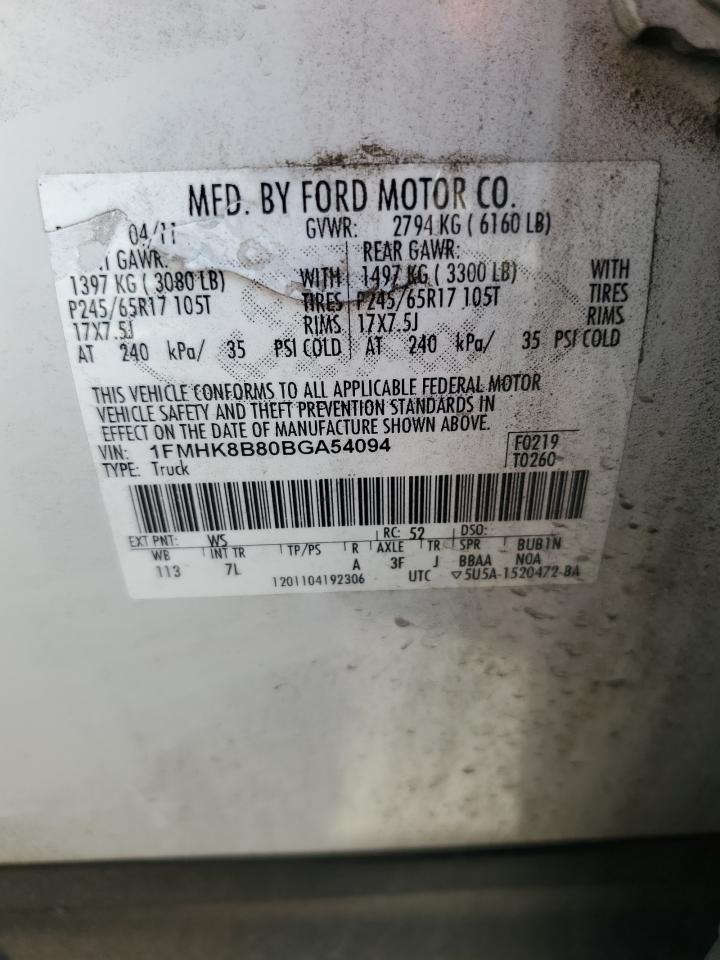 MFD. BY FORD MOTOR CO.
04/11 GVWR: 2794 KG ( 6160 LB)
GAWR: REAR GAWR:
1397 KG ( 3080 LB) WITH 1497 KG ( 3300 LB) WITH
P245/65R17 105T TIRES P245/65R17 105T TIRES
17X7.5J RIMS 17X7.5J RIMS
AT 240 kPa/ 35 PSI COLD AT 240 kPa/ 35 PSI COLD
THIS VEHICLE CONFORMS TO ALL APPLICABLE FEDERAL MOTOR
VEHICLE SAFETY AND THEFT PREVENTION STANDARDS IN
EFFECT ON THE DATE OF MANUFACTURE SHOWN ABOVE.
VIN: 1FMHK8B80BGA54094 F0219
TYPE: Truck T0260
EXT PNT: WS RC: 52 DSO:
WB INT TR TP/PS R AXLE TR SPR BUB1N
113 7L A 3F J BBAA NOA
1201104192306 UTC ▽5U5A-1520472-BA